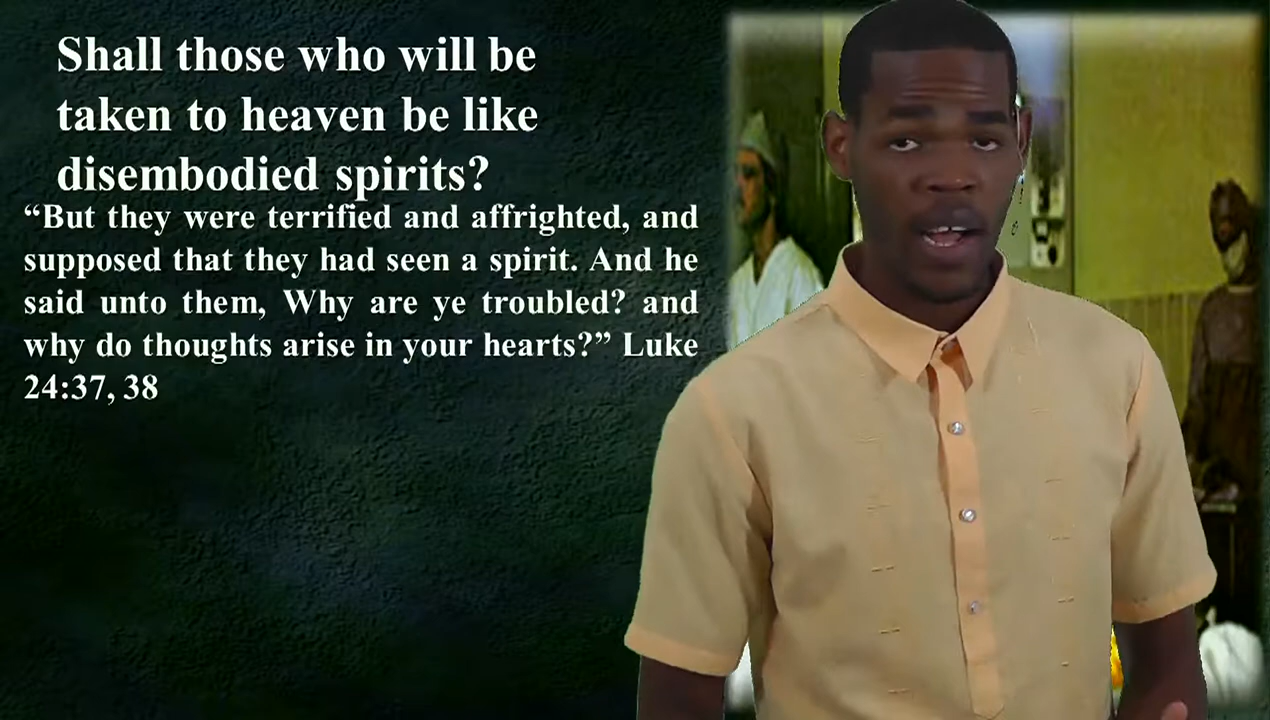 Shall those who will be
taken to heaven be like
disembodied spirits?
“But they were terrified and affrighted, and
supposed that they had seen a spirit. And he
said unto them, Why are ye troubled? and
why do thoughts arise in your hearts?” Luke
24:37, 38